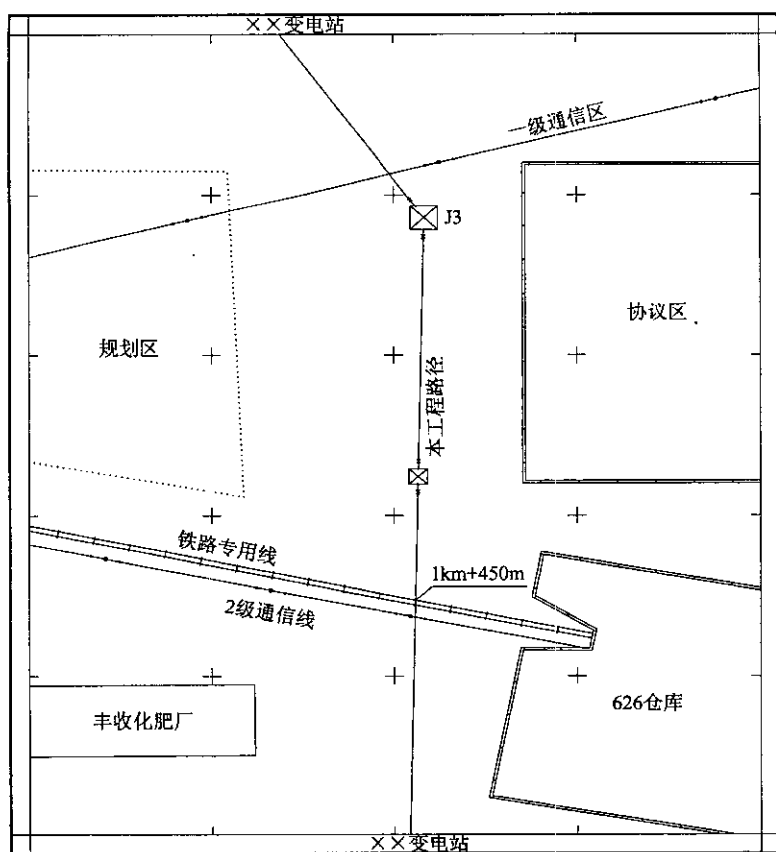 ××变电站
一级通信区
J3
协议区
规划区
本工程路径
铁路专用线
1km+450m
2级通信线
626仓库
丰收化肥厂
××变电站